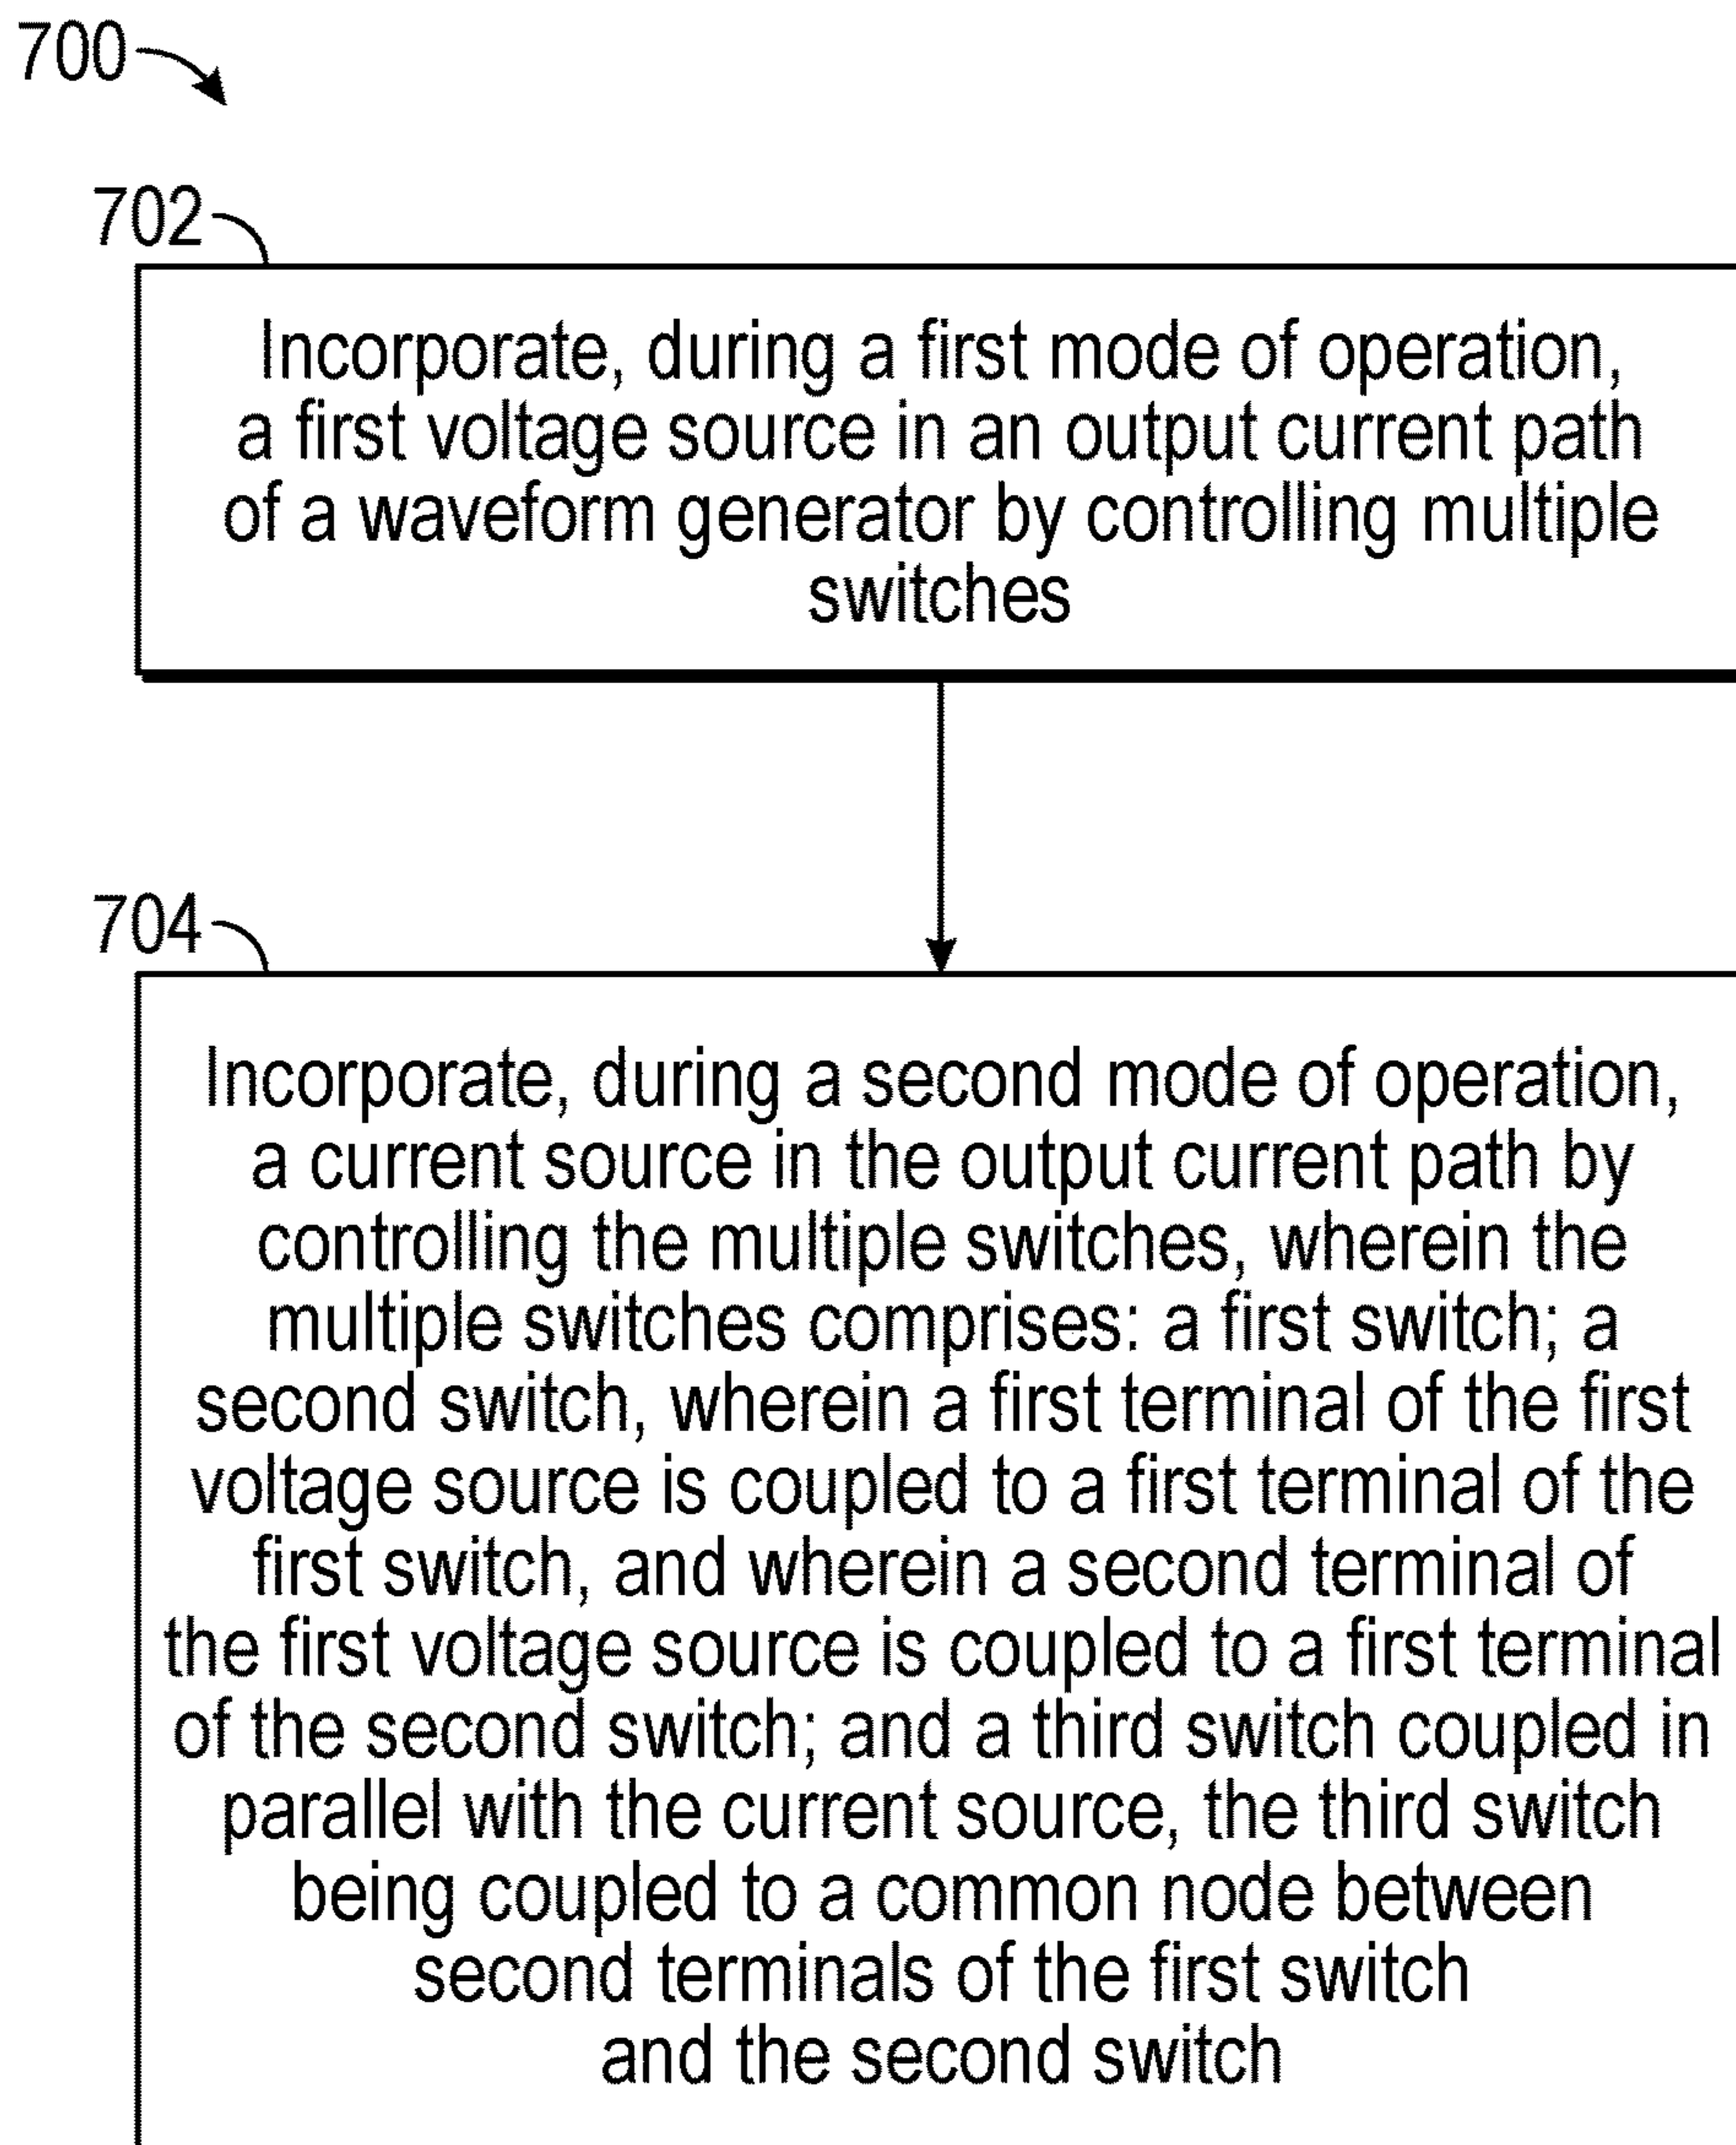 700
702
Incorporate, during a first mode of operation,
a first voltage source in an output current path
of a waveform generator by controlling multiple
switches
704
Incorporate, during a second mode of operation,
a current source in the output current path by
controlling the multiple switches, wherein the
multiple switches comprises: a first switch; a
second switch, wherein a first terminal of the first
voltage source is coupled to a first terminal of the
first switch, and wherein a second terminal of
the first voltage source is coupled to a first terminal
of the second switch; and a third switch coupled in
parallel with the current source, the third switch
being coupled to a common node between
second terminals of the first switch
and the second switch